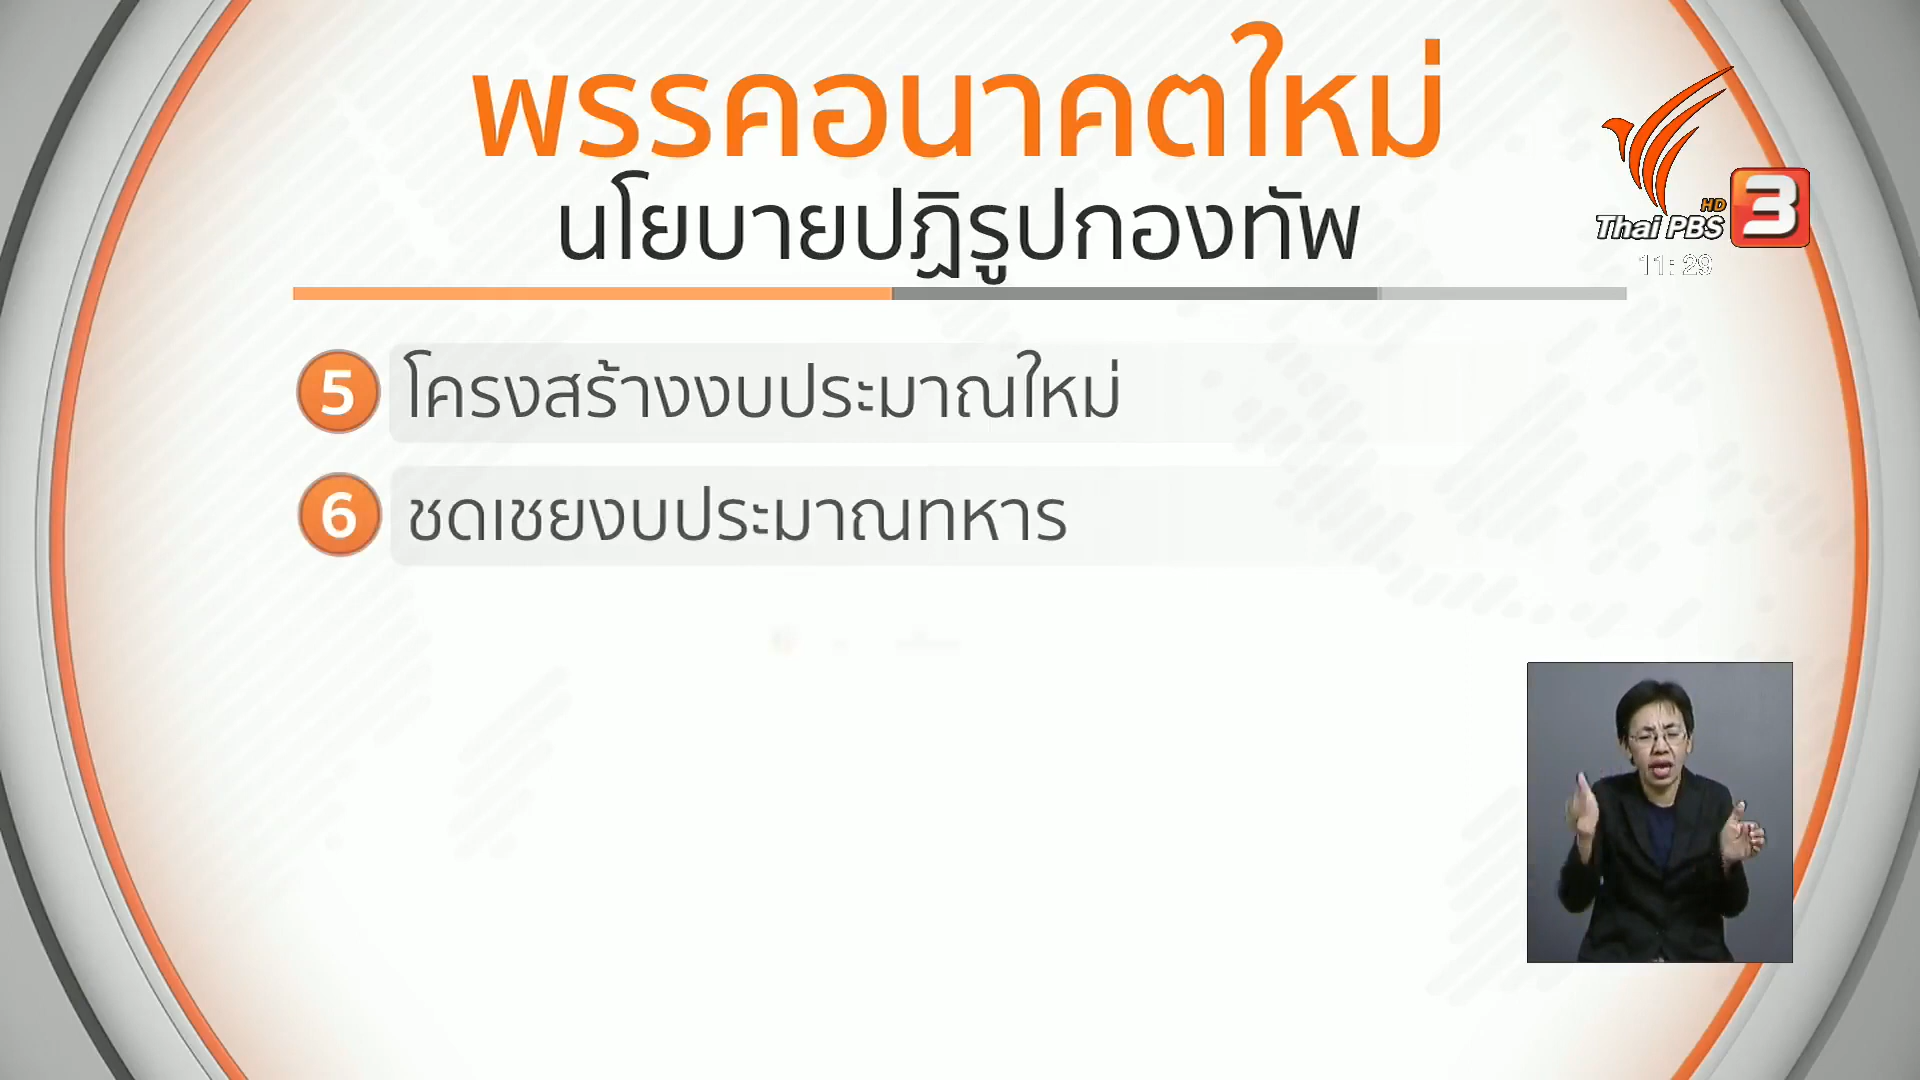 พรรคอนาคตใหม่
นโยบายปฏิรูปกองทัพ
HD
Thai PBS 3
11:29
5 โครงสร้างงบประมาณใหม่
6 ชดเชยงบประมาณทหาร